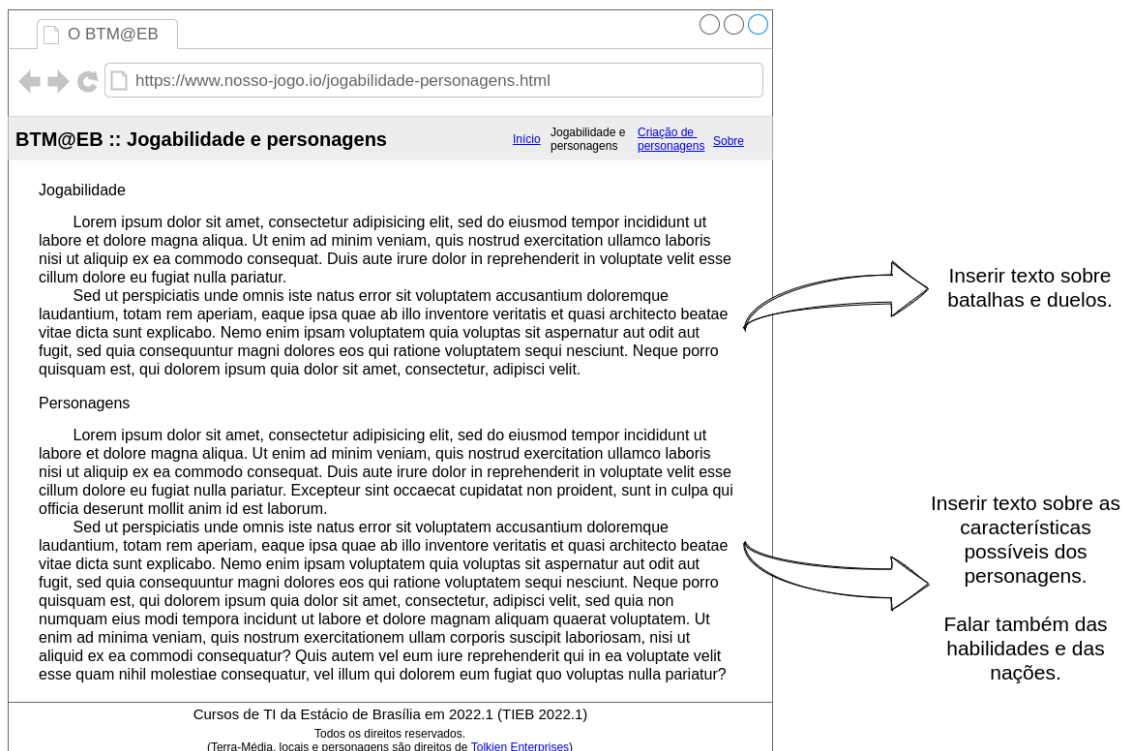 O BTM@EB
https://www.nosso-jogo.io/jogabilidade-personagens.html
BTM@EB :: Jogabilidade e personagens
Início
Jogabilidade e
personagens
Criação de
personagens
Sobre
Jogabilidade
Lorem ipsum dolor sit amet, consectetur adipisicing elit, sed do eiusmod tempor incididunt ut
labore et dolore magna aliqua. Ut enim ad minim veniam, quis nostrud exercitation ullamco laboris
nisi ut aliquip ex ea commodo consequat. Duis aute irure dolor in reprehenderit in voluptate velit esse
cillum dolore eu fugiat nulla pariatur.
Sed ut perspiciatis unde omnis iste natus error sit voluptatem accusantium doloremque
laudantium, totam rem aperiam, eaque ipsa quae ab illo inventore veritatis et quasi architecto beatae
vitae dicta sunt explicabo. Nemo enim ipsam voluptatem quia voluptas sit aspernatur aut odit aut
fugit, sed quia consequuntur magni dolores eos qui ratione voluptatem sequi nesciunt. Neque porro
quisquam est, qui dolorem ipsum quia dolor sit amet, consectetur, adipisci velit.
Inserir texto sobre
batalhas e duelos.
Personagens
Lorem ipsum dolor sit amet, consectetur adipisicing elit, sed do eiusmod tempor incididunt ut
labore et dolore magna aliqua. Ut enim ad minim veniam, quis nostrud exercitation ullamco laboris
nisi ut aliquip ex ea commodo consequat. Duis aute irure dolor in reprehenderit in voluptate velit esse
cillum dolore eu fugiat nulla pariatur. Excepteur sint occaecat cupidatat non proident, sunt in culpa qui
officia deserunt mollit anim id est laborum.
Sed ut perspiciatis unde omnis iste natus error sit voluptatem accusantium doloremque
laudantium, totam rem aperiam, eaque ipsa quae ab illo inventore veritatis et quasi architecto beatae
vitae dicta sunt explicabo. Nemo enim ipsam voluptatem quia voluptas sit aspernatur aut odit aut
fugit, sed quia consequuntur magni dolores eos qui ratione voluptatem sequi nesciunt. Neque porro
quisquam est, qui dolorem ipsum quia dolor sit amet, consectetur, adipisci velit, sed quia non
numquam eius modi tempora incidunt ut labore et dolore magnam aliquam quaerat voluptatem. Ut
enim ad minima veniam, quis nostrum exercitationem ullam corporis suscipit laboriosam, nisi ut
aliquid ex ea commodi consequatur? Quis autem vel eum iure reprehenderit qui in ea voluptate velit
esse quam nihil molestiae consequatur, vel illum qui dolorem eum fugiat quo voluptas nulla pariatur?
Inserir texto sobre as
características
possíveis dos
personagens.
Falar também das
habilidades e das
nações.
Cursos de TI da Estácio de Brasília em 2022.1 (TIEB 2022.1)
Todos os direitos reservados.
(Terra-Média, locais e personagens são direitos de Tolkien Enterprises)